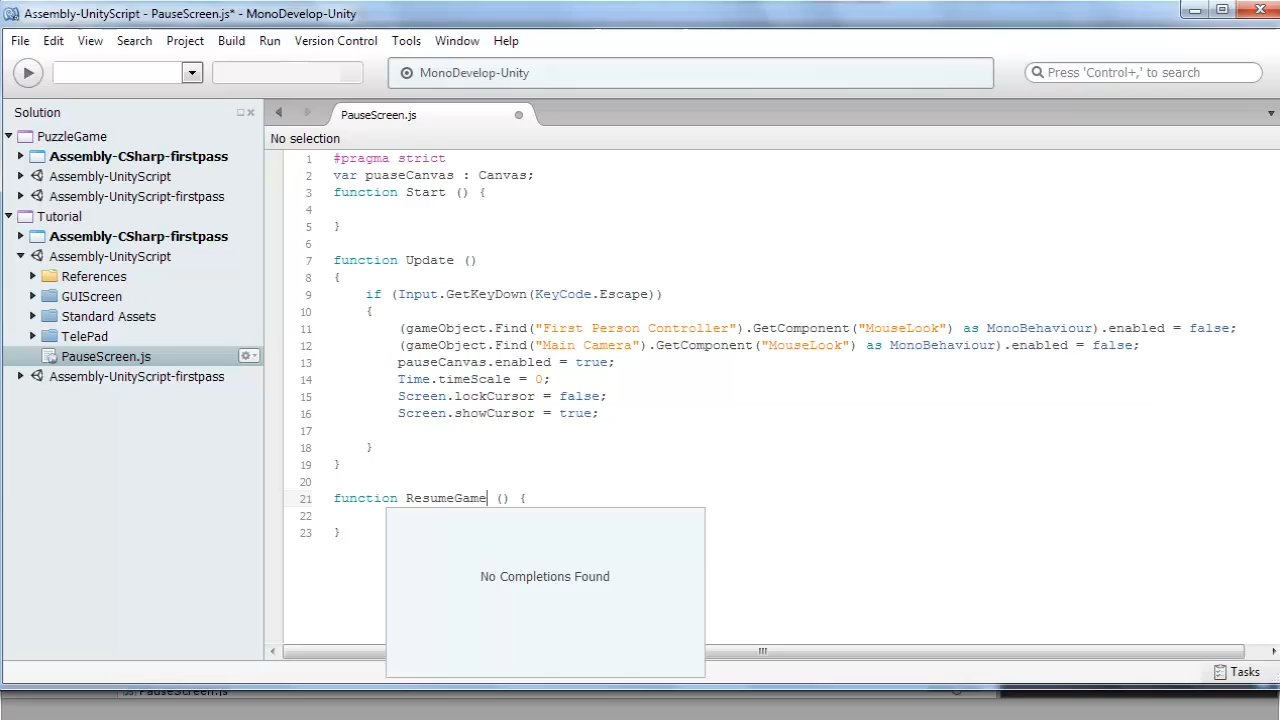 Assembly-UnityScript - PauseScreen.js* - MonoDevelop-Unity
File Edit View Search Project Build Run Version Control Tools Window Help
MonoDevelop-Unity
Press 'Control+,' to search
Solution
PauseScreen.js
No selection
PuzzleGame
Assembly-CSharp-firstpass
Assembly-UnityScript
Assembly-UnityScript-firstpass
Tutorial
Assembly-CSharp-firstpass
Assembly-UnityScript
References
GUIScreen
Standard Assets
TelePad
PauseScreen.js
Assembly-UnityScript-firstpass
1 #pragma strict
2 var puaseCanvas : Canvas;
3 function Start () {
4
5 }
6
7 function Update ()
8 {
9 if (Input.GetKeyDown(KeyCode.Escape))
10 {
11 (gameObject.Find("First Person Controller").GetComponent("MouseLook") as MonoBehaviour).enabled = false;
12 (gameObject.Find("Main Camera").GetComponent("MouseLook") as MonoBehaviour).enabled = false;
13 pauseCanvas.enabled = true;
14 Time.timeScale = 0;
15 Screen.lockCursor = false;
16 Screen.showCursor = true;
17
18 }
19 }
20
21 function ResumeGame () {
22
23 }
No Completions Found
Tasks
PauseScreen.js